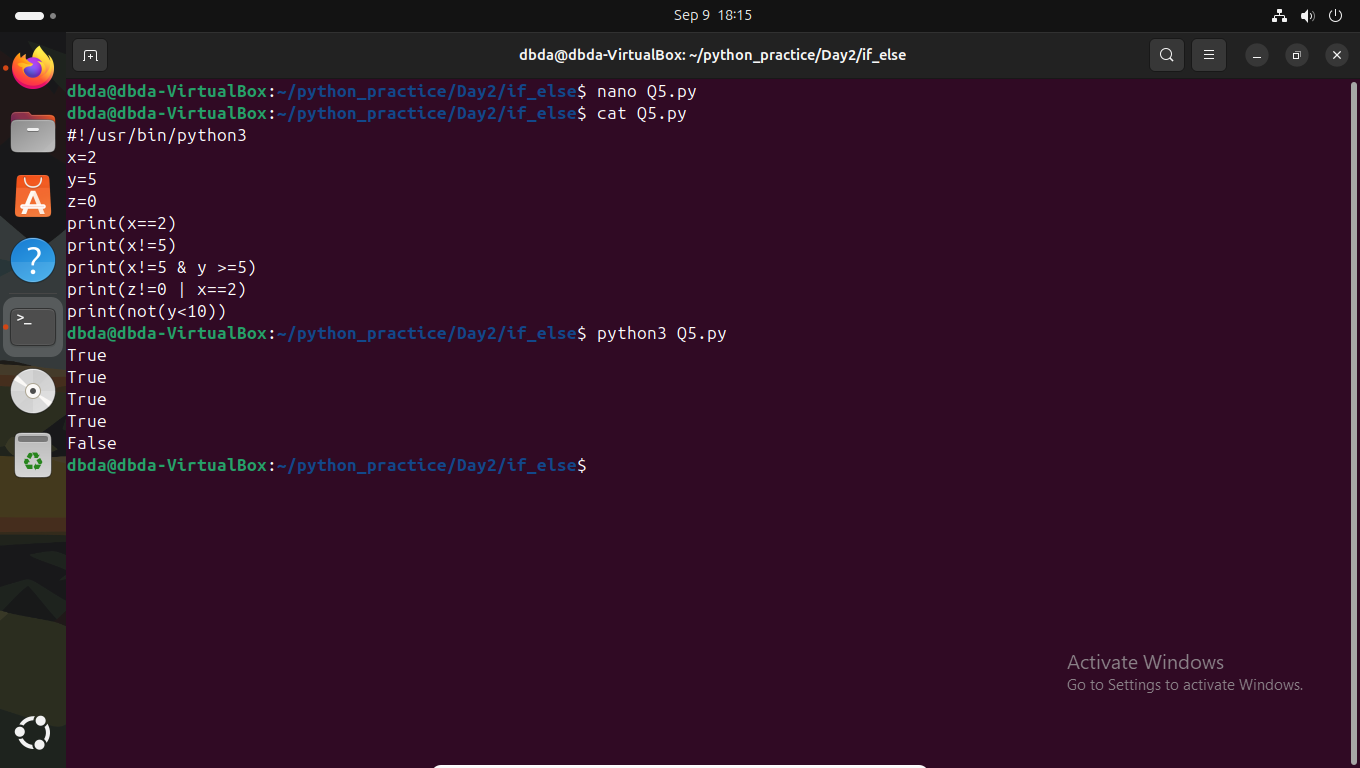 Sep 9 18:15
dbda@dbda-VirtualBox: ~/python_practice/Day2/if_else
dbda@dbda-VirtualBox:~/python_practice/Day2/if_else$ nano Q5.py
dbda@dbda-VirtualBox:~/python_practice/Day2/if_else$ cat Q5.py
#!/usr/bin/python3
x=2
y=5
z=0
print(x==2)
print(x!=5)
print(x!=5 & y >=5)
print(z!=0 | x==2)
print(not(y<10))
dbda@dbda-VirtualBox:~/python_practice/Day2/if_else$ python3 Q5.py
True
True
True
True
False
dbda@dbda-VirtualBox:~/python_practice/Day2/if_else$
Activate Windows
Go to Settings to activate Windows.